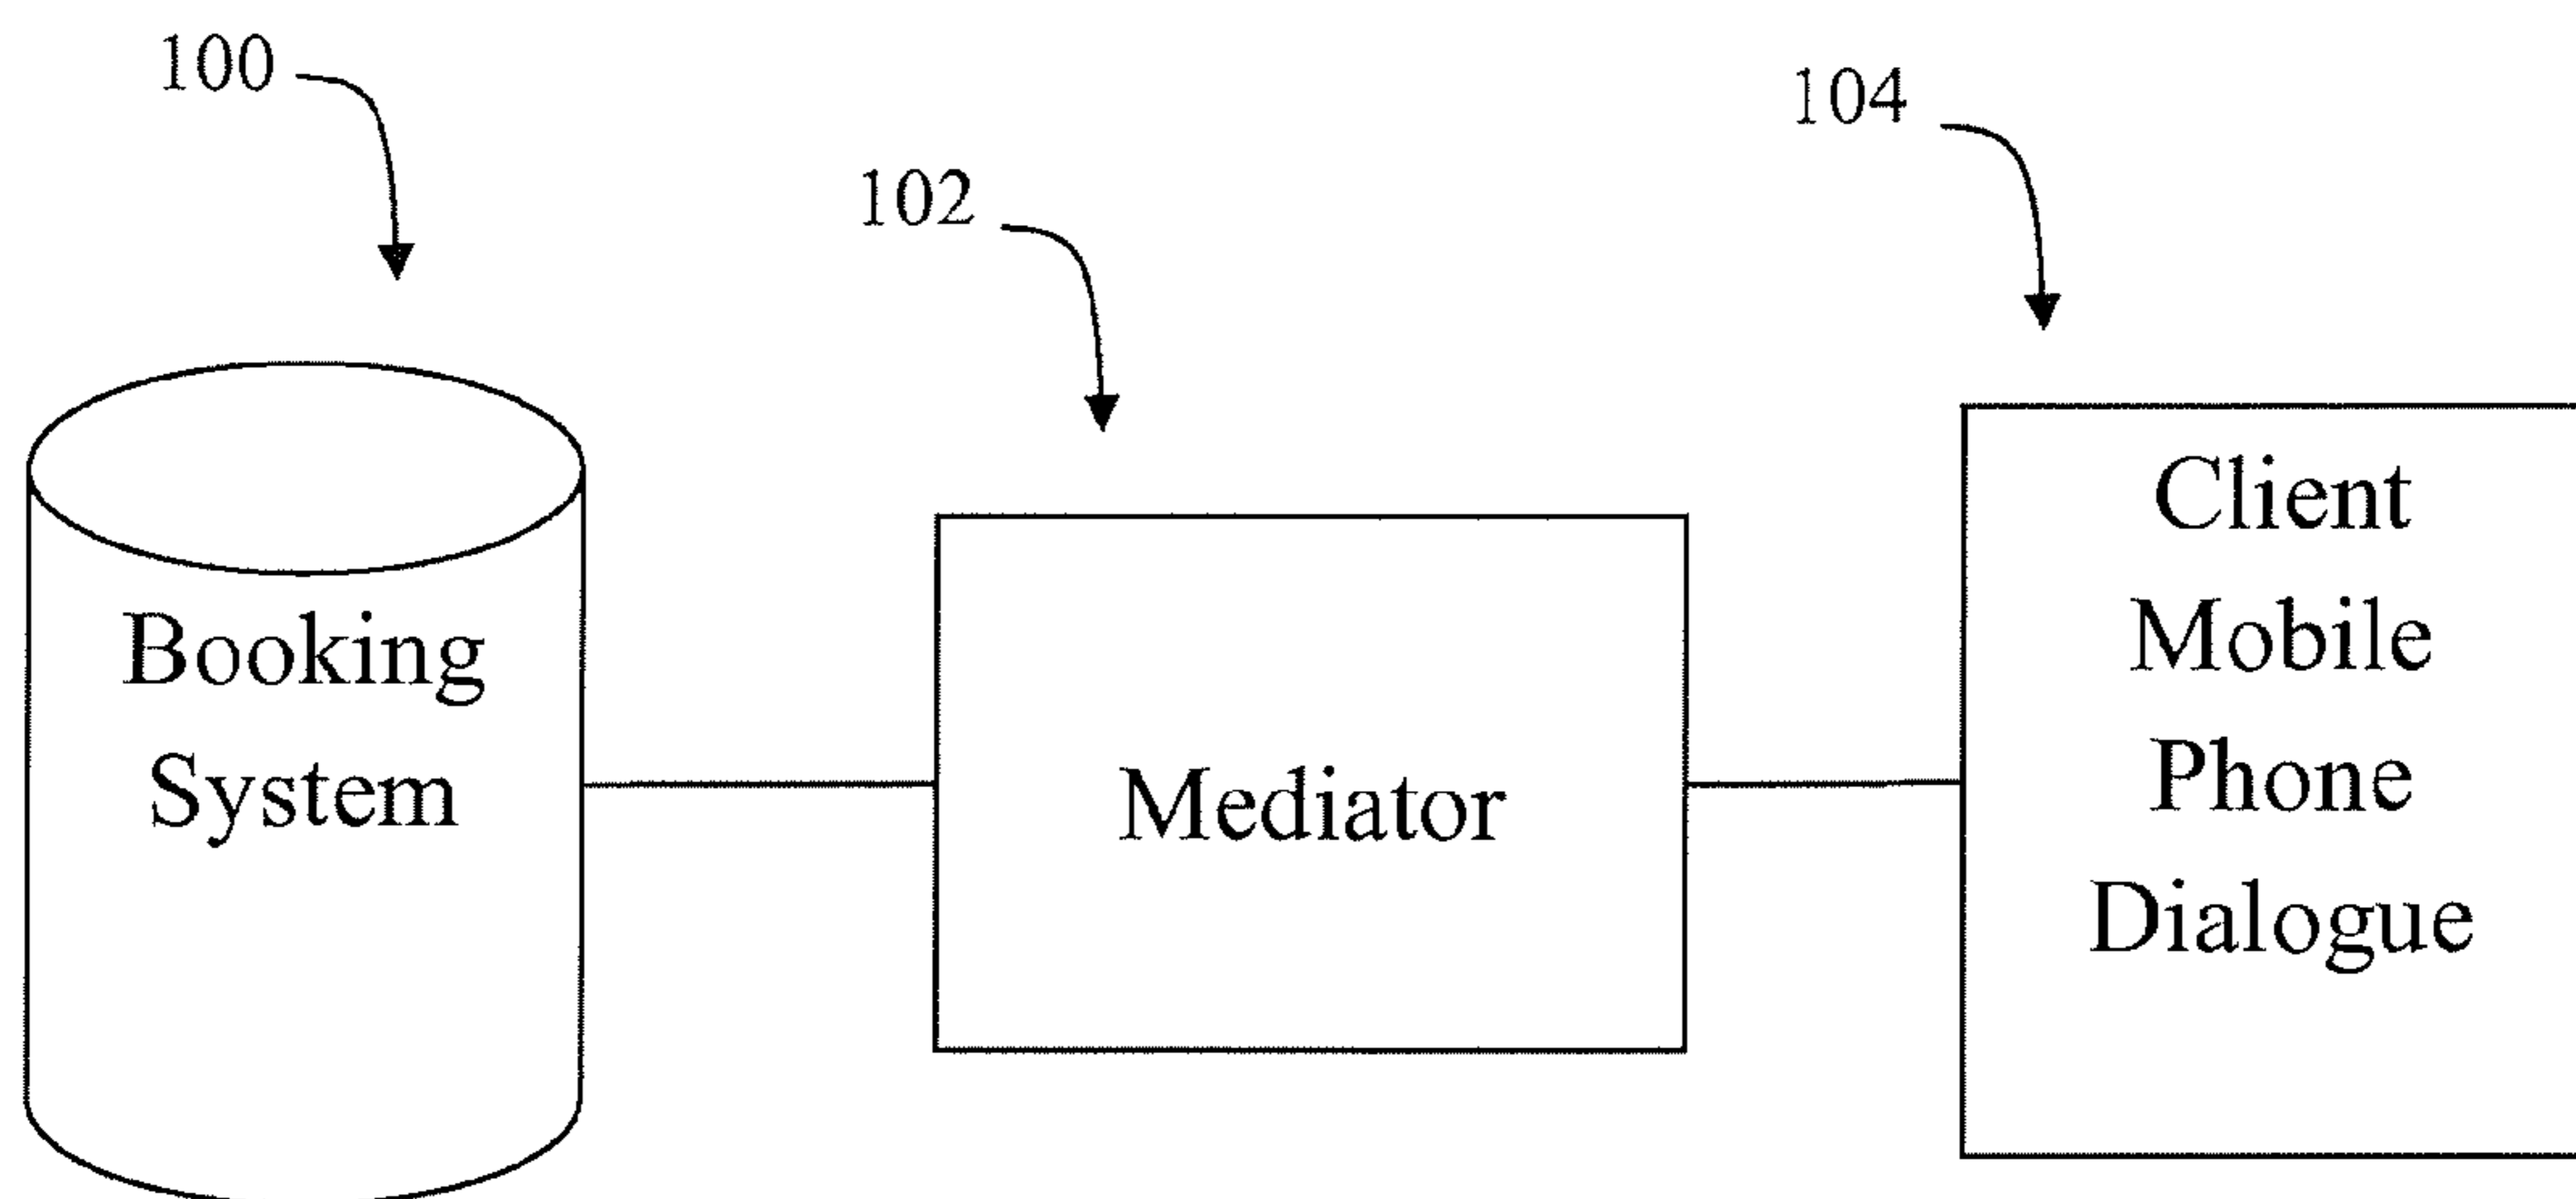 100
104
102
Client
Mobile
Phone
Dialogue
Booking
System
Mediator